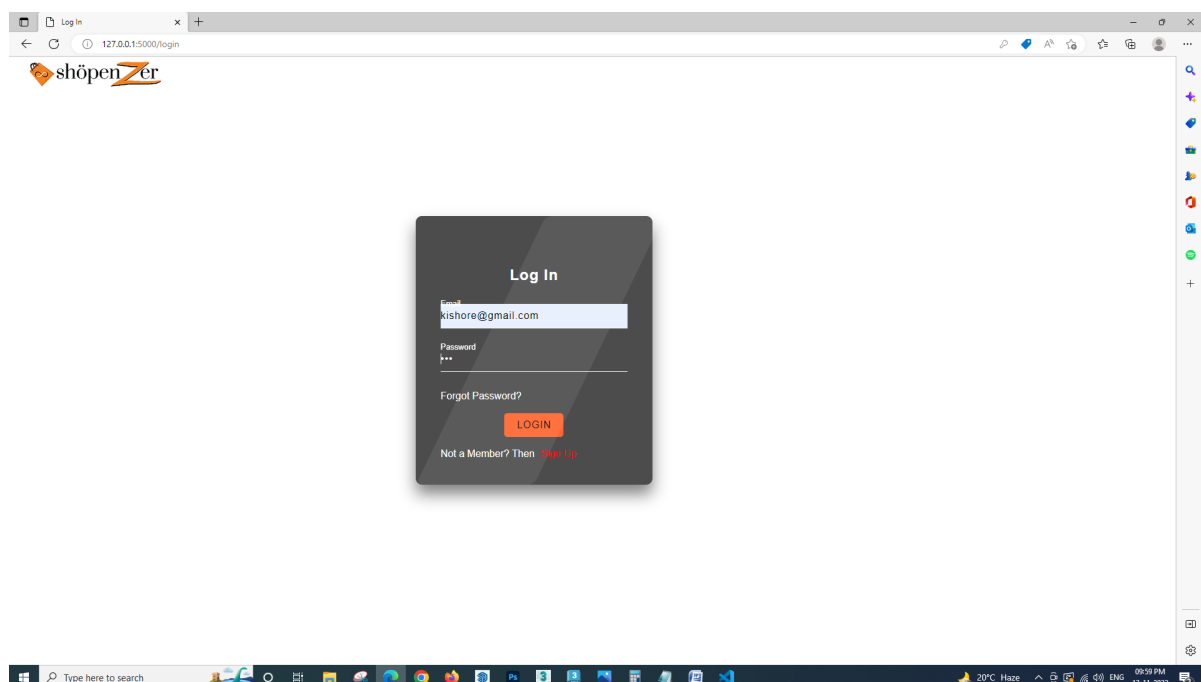 Log In
127.0.0.1:5000/login
shöpenZer
Log In
Email
kishore@gmail.com
Password
•••
Forgot Password?
LOGIN
Not a Member? Then Sign Up
Type here to search
Ps
20°C Haze
ENG
09:59 PM